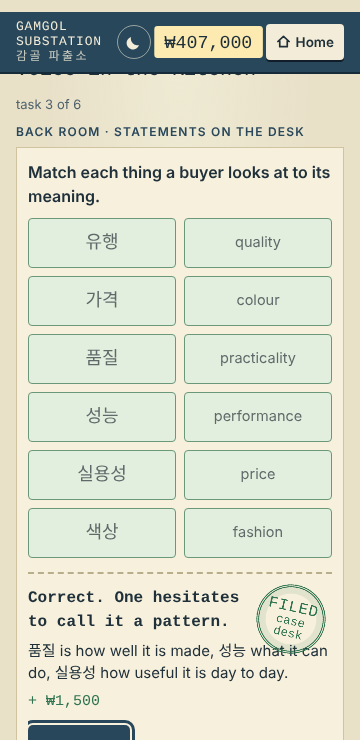 GAMGOL
SUBSTATION
감골 파출소
₩407,000
Home
task 3 of 6
BACK ROOM · STATEMENTS ON THE DESK
Match each thing a buyer looks at to its
meaning.
유행
quality
가격
colour
품질
practicality
성능
performance
실용성
price
색상
fashion
Correct. One hesitates
to call it a pattern.
FILED
case
desk
품질 is how well it is made, 성능 what it can
do, 실용성 how useful it is day to day.
+ ₩1,500